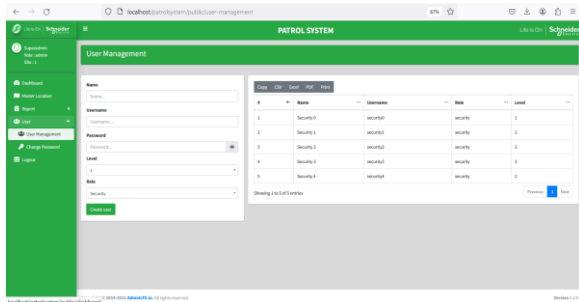 localhost/patrolsystem/public/user-management
67%
Life Is On | Schneider
PATROL SYSTEM
Life Is On | Schneider
Superadmin
Role : admin
Site : 1
Dashboard
Master Location
Report
User
User Management
Change Password
Logout
User Management
Name
Name...
Username
Username...
Password
Password...
Level
1
Role
Security
Create user
Copy CSV Excel PDF Print
# Name Username Role Level
1 Security 0 security0 security 1
2 Security 1 security1 security
3 Security 2 security2 security
4 Security 3 security3 security
5 Security 4 security4 security
Showing 1 to 5 of 5 entries
Previous 1 Next
AdminLTE.io. All rights reserved.